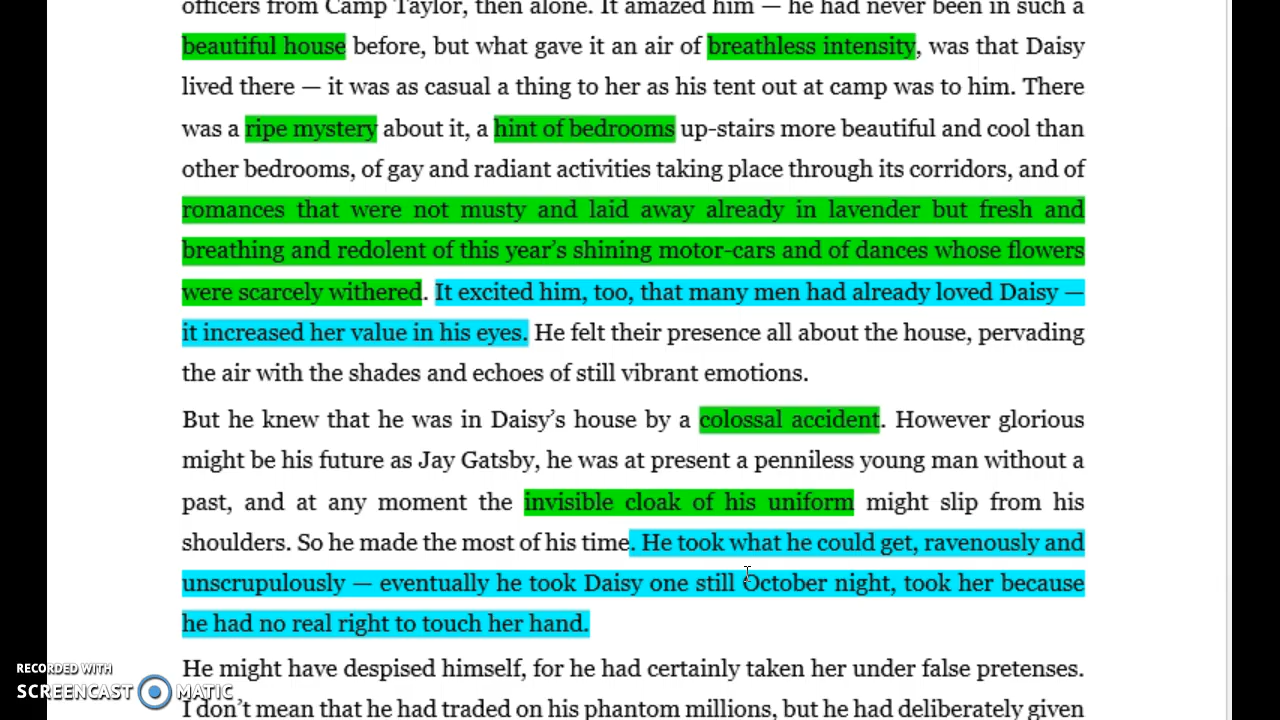 officers from Camp Taylor, then alone. It amazed him — he had never been in such a
beautiful house before, but what gave it an air of breathless intensity, was that Daisy
lived there — it was as casual a thing to her as his tent out at camp was to him. There
was a ripe mystery about it, a hint of bedrooms up-stairs more beautiful and cool than
other bedrooms, of gay and radiant activities taking place through its corridors, and of
romances that were not musty and laid away already in lavender but fresh and
breathing and redolent of this year’s shining motor-cars and of dances whose flowers
were scarcely withered. It excited him, too, that many men had already loved Daisy —
it increased her value in his eyes. He felt their presence all about the house, pervading
the air with the shades and echoes of still vibrant emotions.
But he knew that he was in Daisy’s house by a colossal accident. However glorious
might be his future as Jay Gatsby, he was at present a penniless young man without a
past, and at any moment the invisible cloak of his uniform might slip from his
shoulders. So he made the most of his time. He took what he could get, ravenously and
unscrupulously — eventually he took Daisy one still October night, took her because
he had no real right to touch her hand.
He might have despised himself, for he had certainly taken her under false pretenses.
I don’t mean that he had traded on his phantom millions, but he had deliberately given
RECORDED WITH
SCREENCAST MATIC